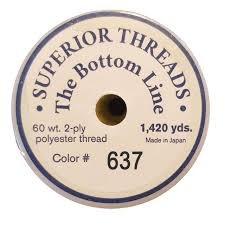 • SUPERIOR THREADS •
The Bottom Line
60 wt. 2-ply
polyester thread
1,420 yds.
Made in Japan
Color # 637